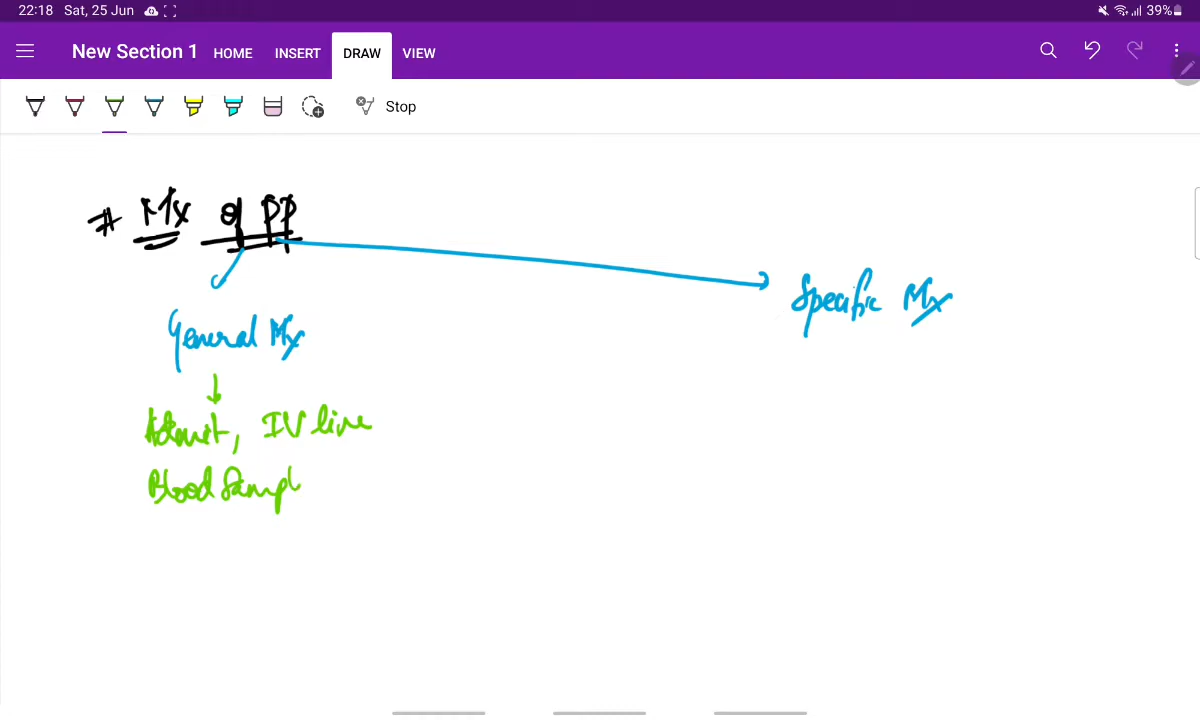 22:18 Sat, 25 Jun 39%
New Section 1 HOME INSERT DRAW VIEW
Stop
# Mx of PP
General Mx
Specific Mx
Admit, IV line
Blood Sampl